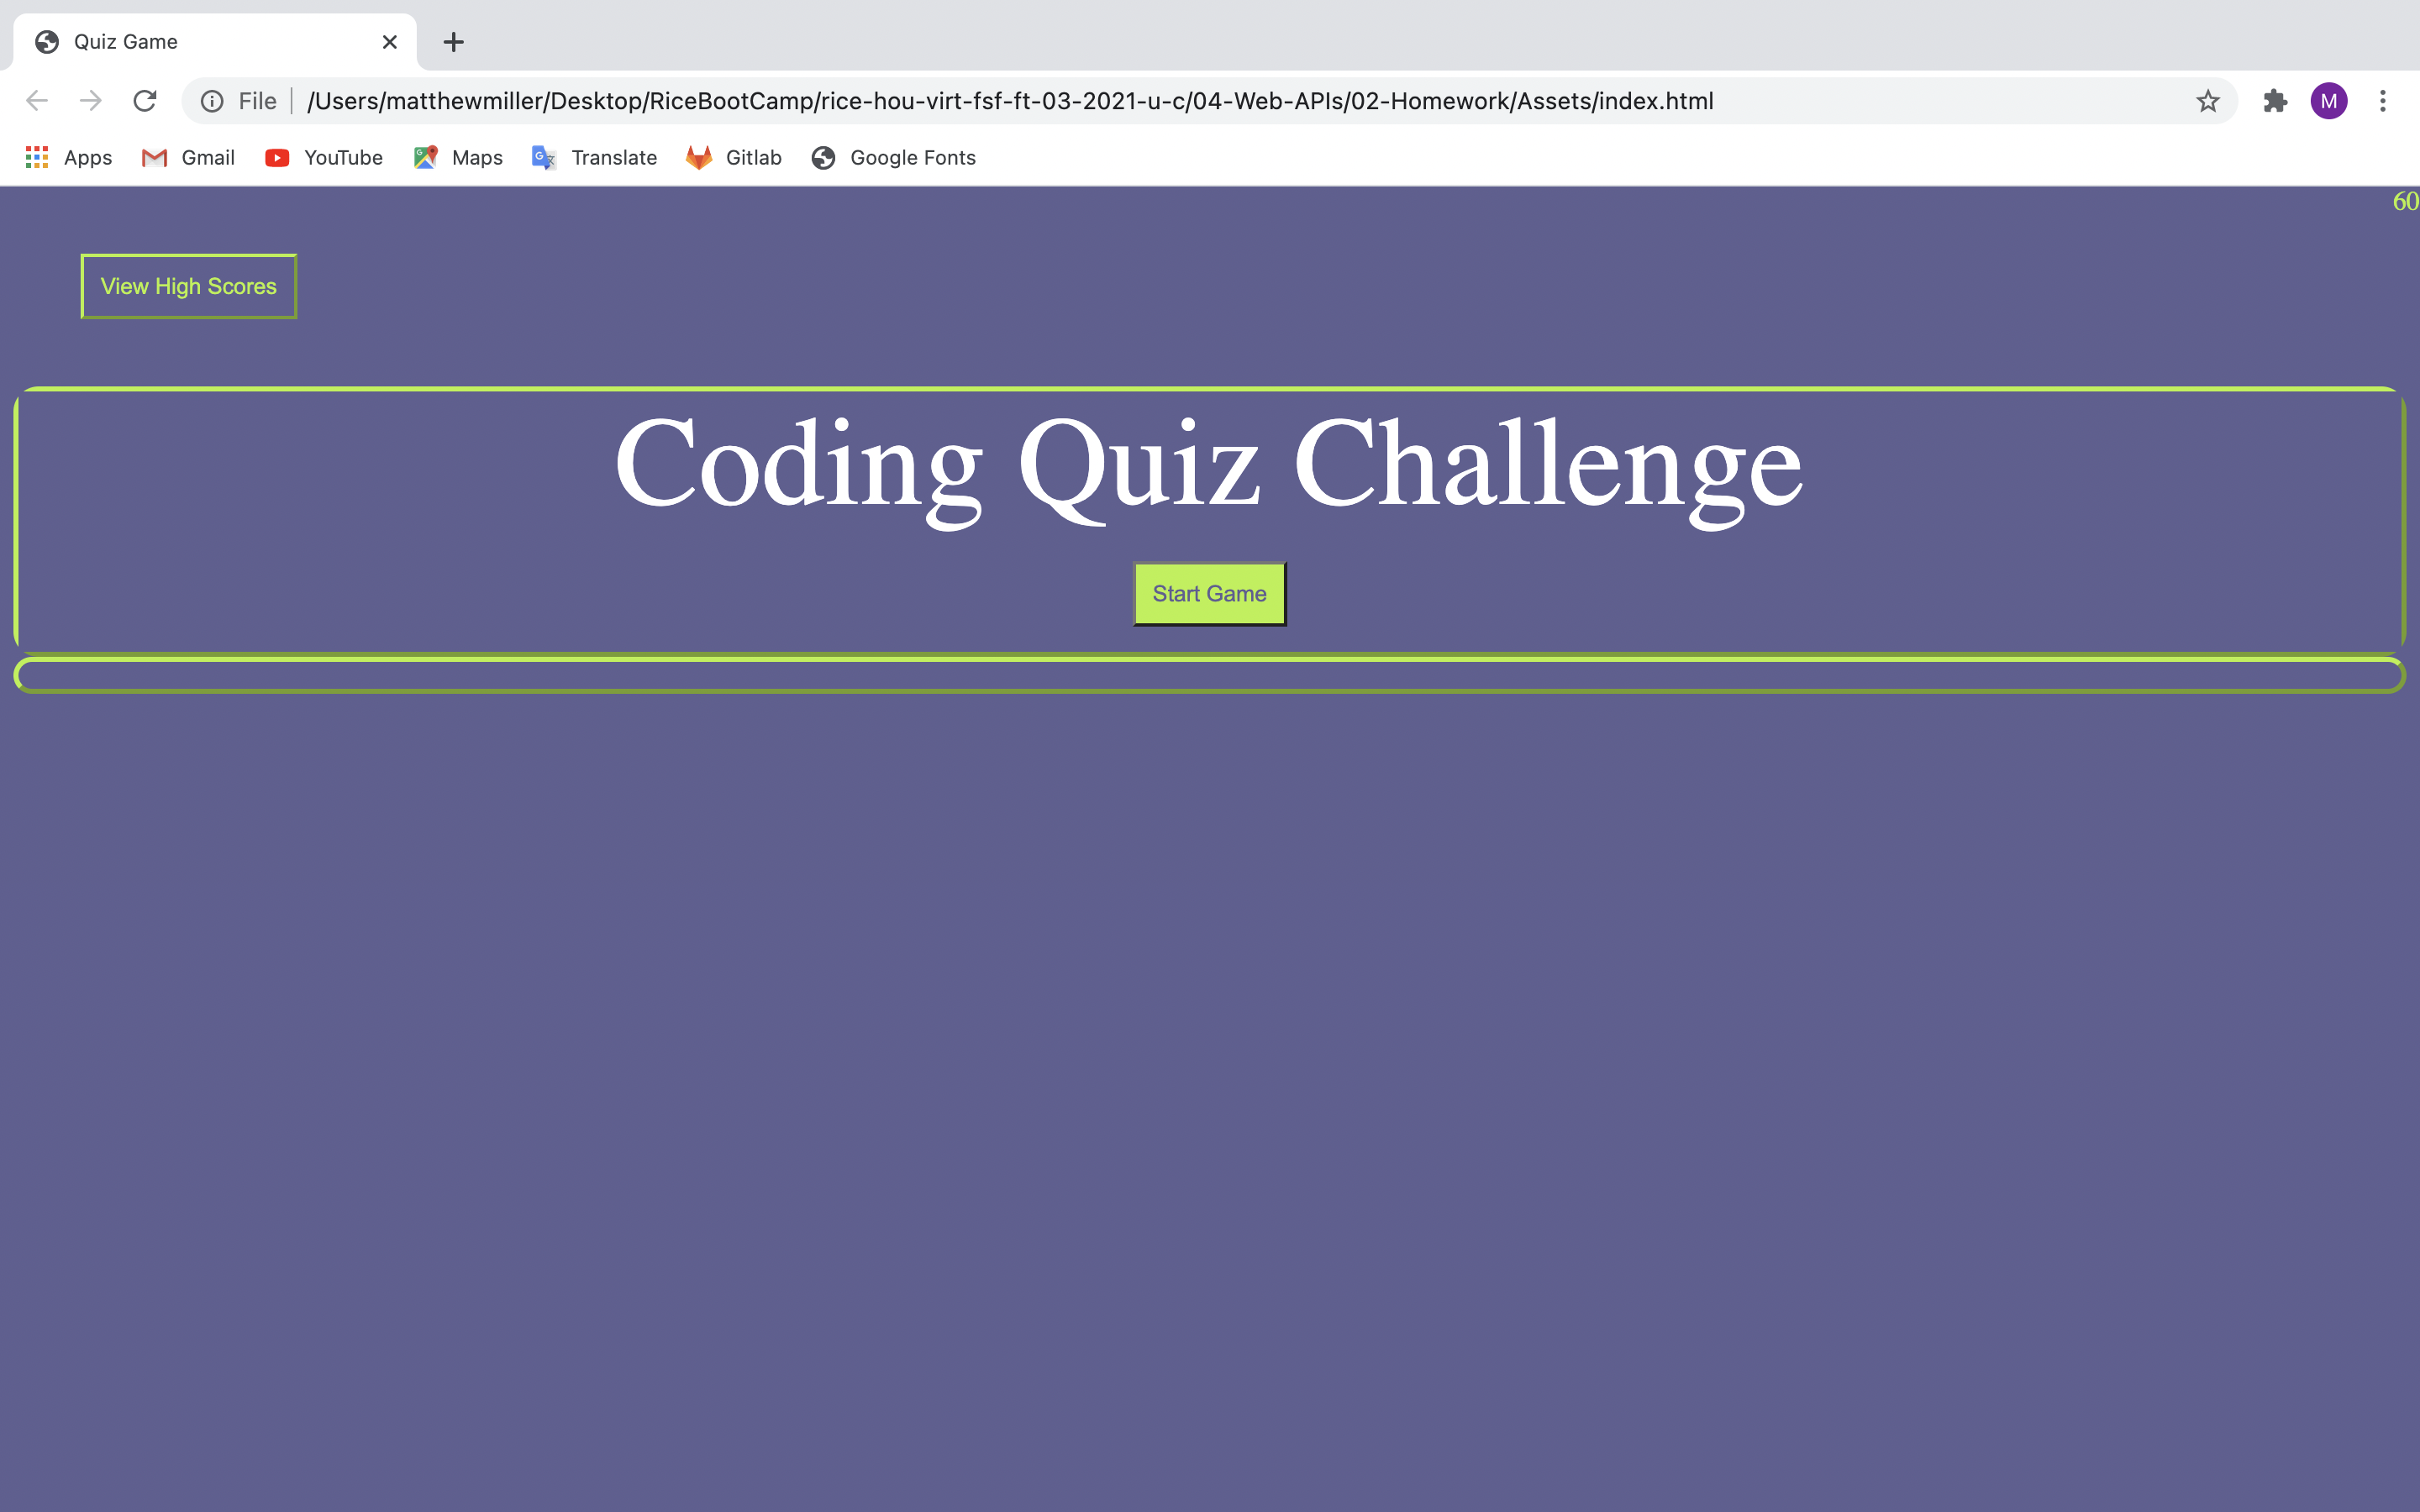 Quiz Game
File /Users/matthewmiller/Desktop/RiceBootCamp/rice-hou-virt-fsf-ft-03-2021-u-c/04-Web-APIs/02-Homework/Assets/index.html M
Apps Gmail YouTube Maps Translate Gitlab Google Fonts
60
View High Scores
Coding Quiz Challenge
Start Game